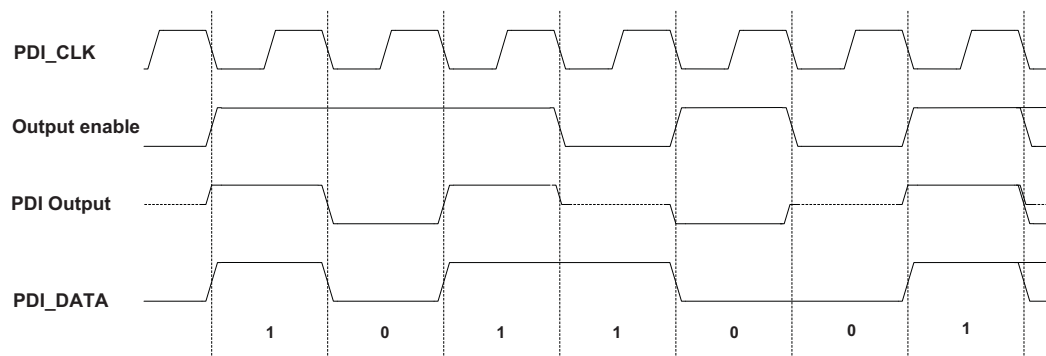 PDI_CLK
Output enable
PDI Output
PDI_DATA
1 0 1 1 0 0 1